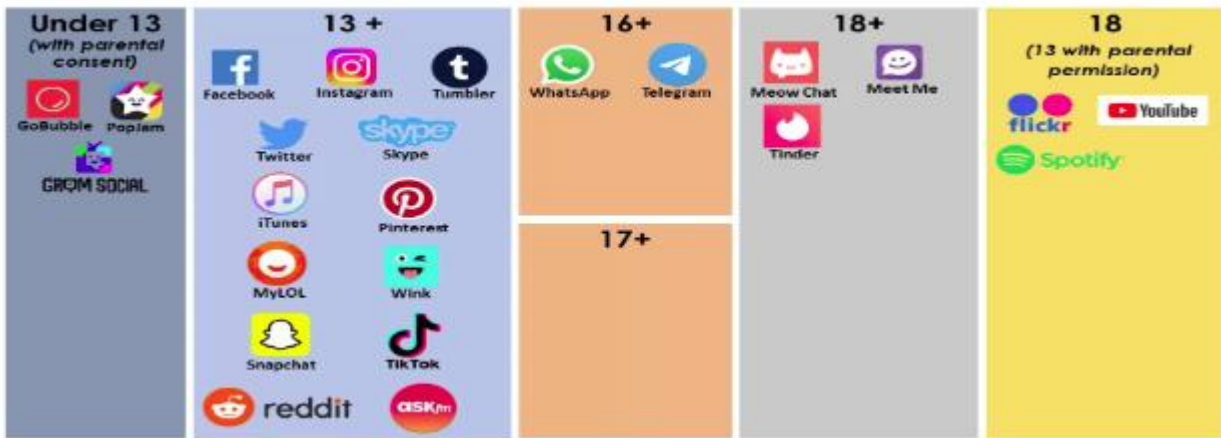 Under 13
(with parental
consent)
GoBubble PopJam
GROM SOCIAL
13 +
Facebook Instagram Tumbler
Twitter Skype
iTunes Pinterest
MyLOL Wink
Snapchat TikTok
reddit ASKfm
16+
WhatsApp Telegram
17+
18+
Meow Chat Meet Me
Tinder
18
(13 with parental
permission)
flickr YouTube
Spotify